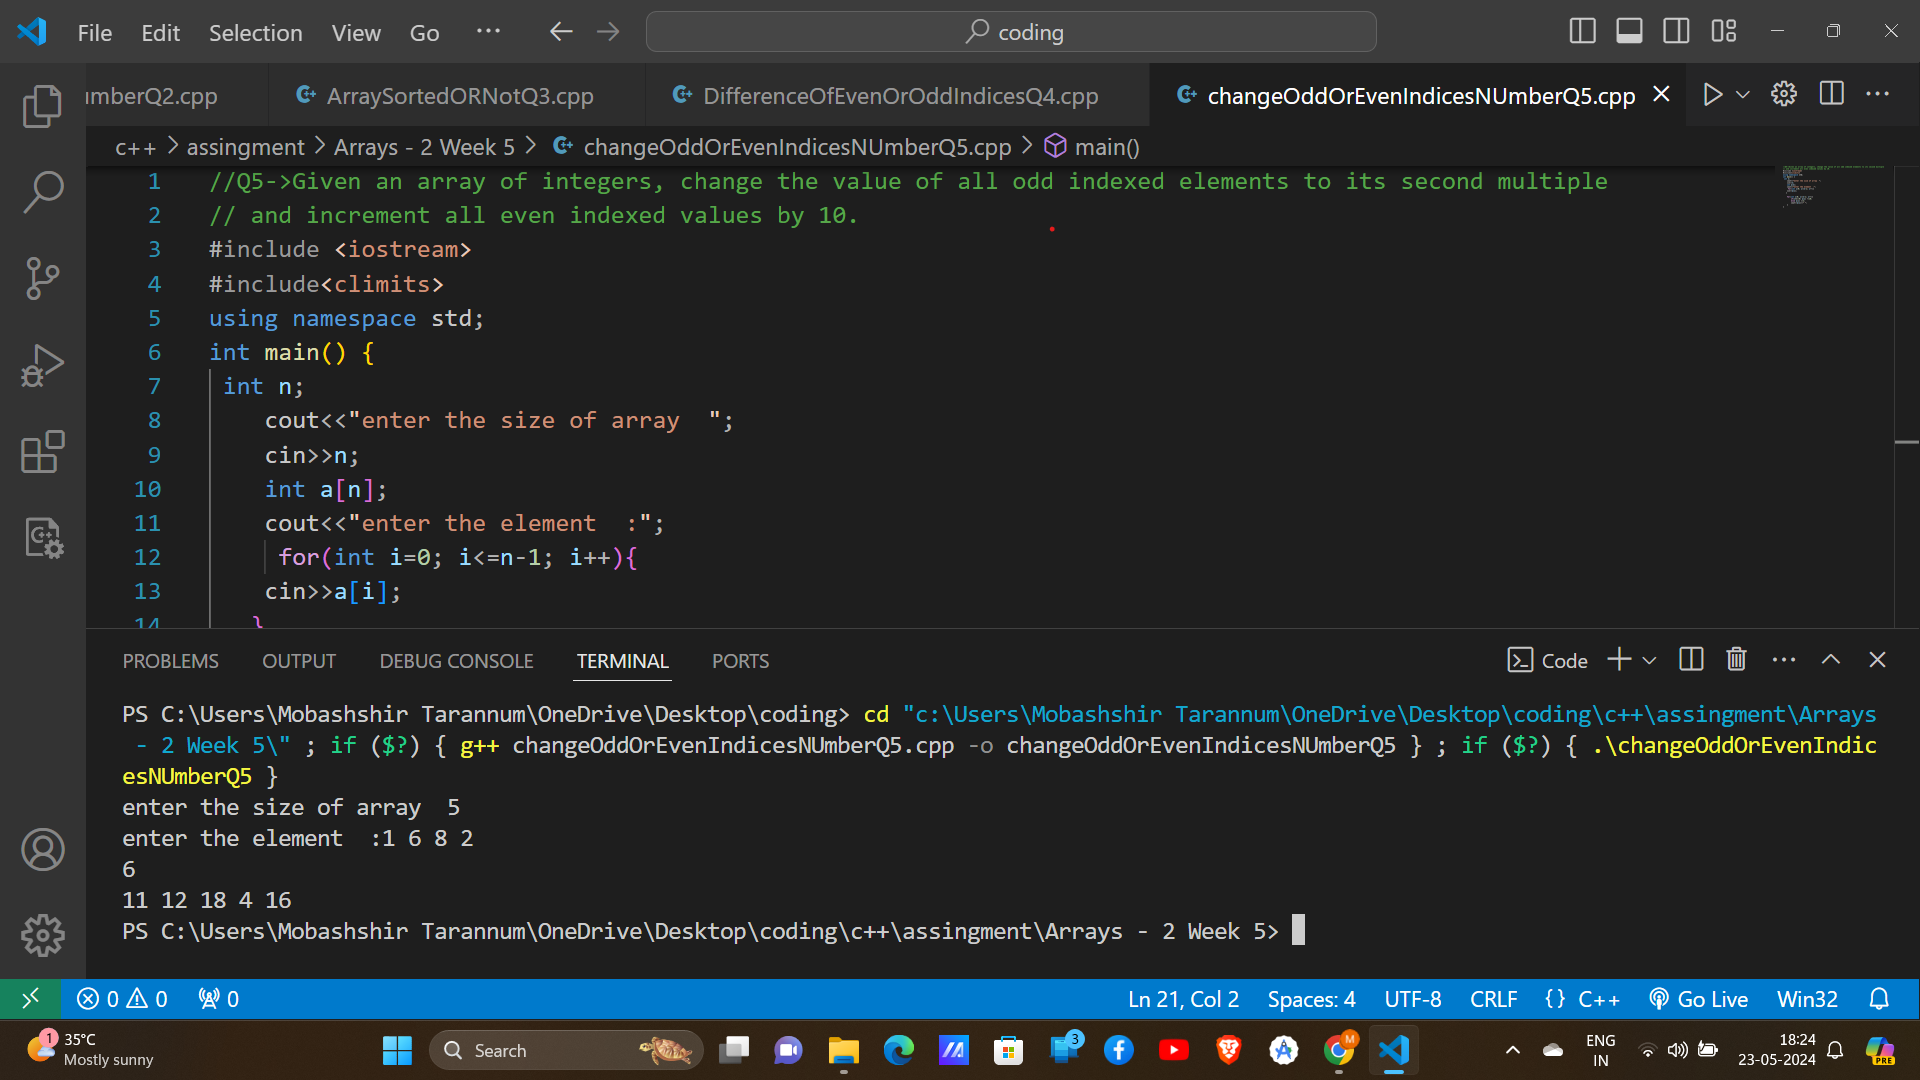 File Edit Selection View Go ··· coding
umberQ2.cpp ArraySortedORNotQ3.cpp DifferenceOfEvenOrOddIndicesQ4.cpp changeOddOrEvenIndicesNUmberQ5.cpp
c++ > assingment > Arrays - 2 Week 5 > changeOddOrEvenIndicesNUmberQ5.cpp > main()
1 //Q5->Given an array of integers, change the value of all odd indexed elements to its second multiple
2 // and increment all even indexed values by 10.
3 #include <iostream>
4 #include<climits>
5 using namespace std;
6 int main() {
7 int n;
8 cout<<"enter the size of array  ";
9 cin>>n;
10 int a[n];
11 cout<<"enter the element  :";
12 for(int i=0; i<=n-1; i++){
13 cin>>a[i];
14 }
PROBLEMS OUTPUT DEBUG CONSOLE TERMINAL PORTS Code
PS C:\Users\Mobashshir Tarannum\OneDrive\Desktop\coding> cd "c:\Users\Mobashshir Tarannum\OneDrive\Desktop\coding\c++\assingment\Arrays
- 2 Week 5\" ; if ($?) { g++ changeOddOrEvenIndicesNUmberQ5.cpp -o changeOddOrEvenIndicesNUmberQ5 } ; if ($?) { .\changeOddOrEvenIndic
esNUmberQ5 }
enter the size of array  5
enter the element  :1 6 8 2
6
11 12 18 4 16
PS C:\Users\Mobashshir Tarannum\OneDrive\Desktop\coding\c++\assingment\Arrays - 2 Week 5>
0 0 0 Ln 21, Col 2 Spaces: 4 UTF-8 CRLF {} C++ Go Live Win32
1 35°C Search 3 M ENG 18:24
Mostly sunny IN 23-05-2024 PRE